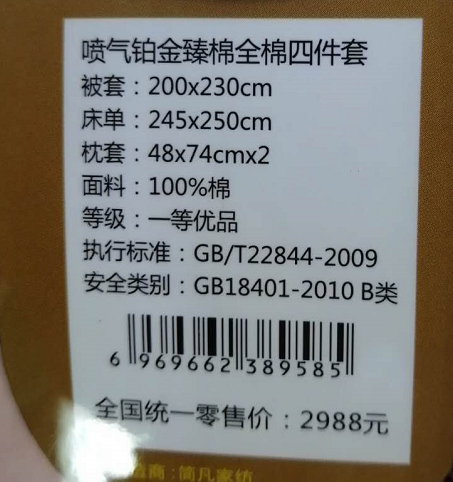 喷气铂金臻棉全棉四件套
被套：200x230cm
床单：245x250cm
枕套：48x74cmx2
面料：100%棉
等级：一等优品
执行标准：GB/T22844-2009
安全类别：GB18401-2010 B类
6 969662 389585
全国统一零售价：2988元
造商：简凡家纺